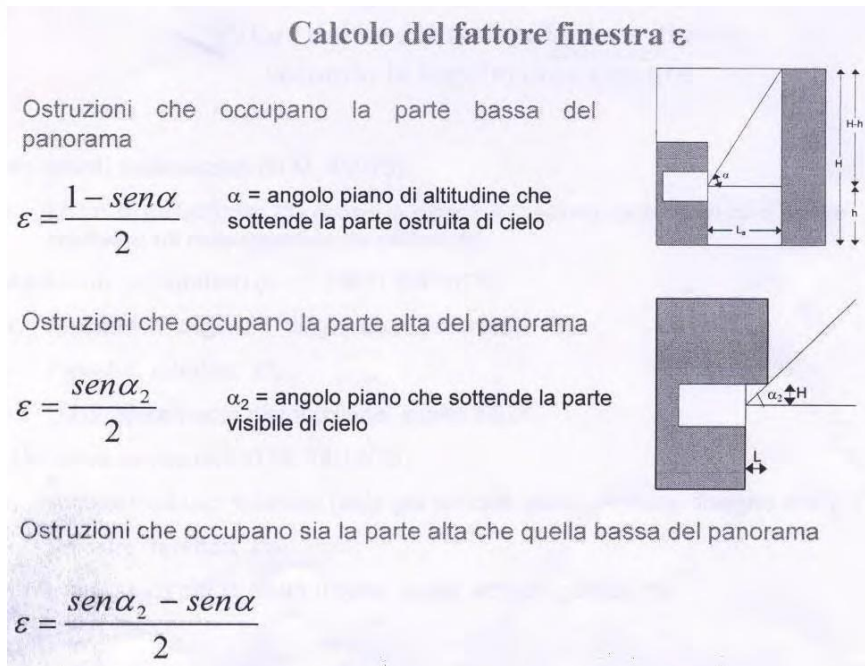 Calcolo del fattore finestra ε
Ostruzioni che occupano la parte bassa del
panorama
ε = (1 − senα) / 2
α = angolo piano di altitudine che
sottende la parte ostruita di cielo
α
H-h
H
h
Ostruzioni che occupano la parte alta del panorama
ε = senα₂ / 2
α₂ = angolo piano che sottende la parte
visibile di cielo
α₂
H
L
Ostruzioni che occupano sia la parte alta che quella bassa del panorama
ε = (senα₂ − senα) / 2